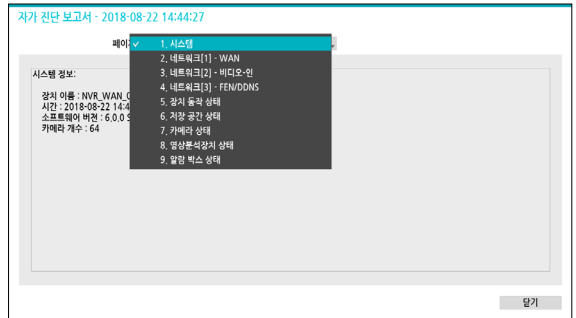 자가 진단 보고서 - 2018-08-22 14:44:27
페이지
✓ 1. 시스템
2. 네트워크[1] - WAN
3. 네트워크[2] - 비디오-인
4. 네트워크[3] - FEN/DDNS
5. 장치 동작 상태
6. 저장 공간 상태
7. 카메라 상태
8. 영상분석장치 상태
9. 알람 박스 상태
시스템 정보:
장치 이름 : NVR_WAN_
시간 : 2018-08-22 14:4
소프트웨어 버전 : 6.0.0
카메라 개수 : 64
닫기